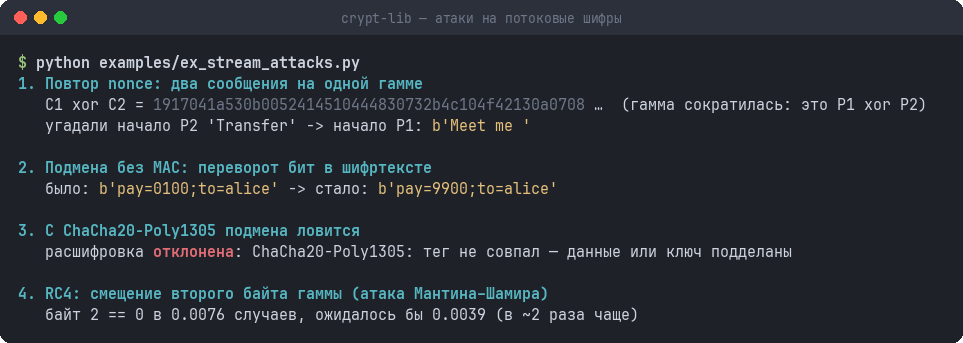 crypt-lib — атаки на потоковые шифры
$ python examples/ex_stream_attacks.py
1. Повтор nonce: два сообщения на одной гамме
C1 xor C2 = 1917041a530b0052414510444830732b4c104f42130a0708 … (гамма сократилась: это P1 xor P2)
угадали начало P2 'Transfer' -> начало P1: b'Meet me '
2. Подмена без MAC: переворот бит в шифртексте
было: b'pay=0100;to=alice' -> стало: b'pay=9900;to=alice'
3. С ChaCha20-Poly1305 подмена ловится
расшифровка отклонена: ChaCha20-Poly1305: тег не совпал — данные или ключ подделаны
4. RC4: смещение второго байта гаммы (атака Мантина–Шамира)
байт 2 == 0 в 0.0076 случаев, ожидалось бы 0.0039 (в ~2 раза чаще)